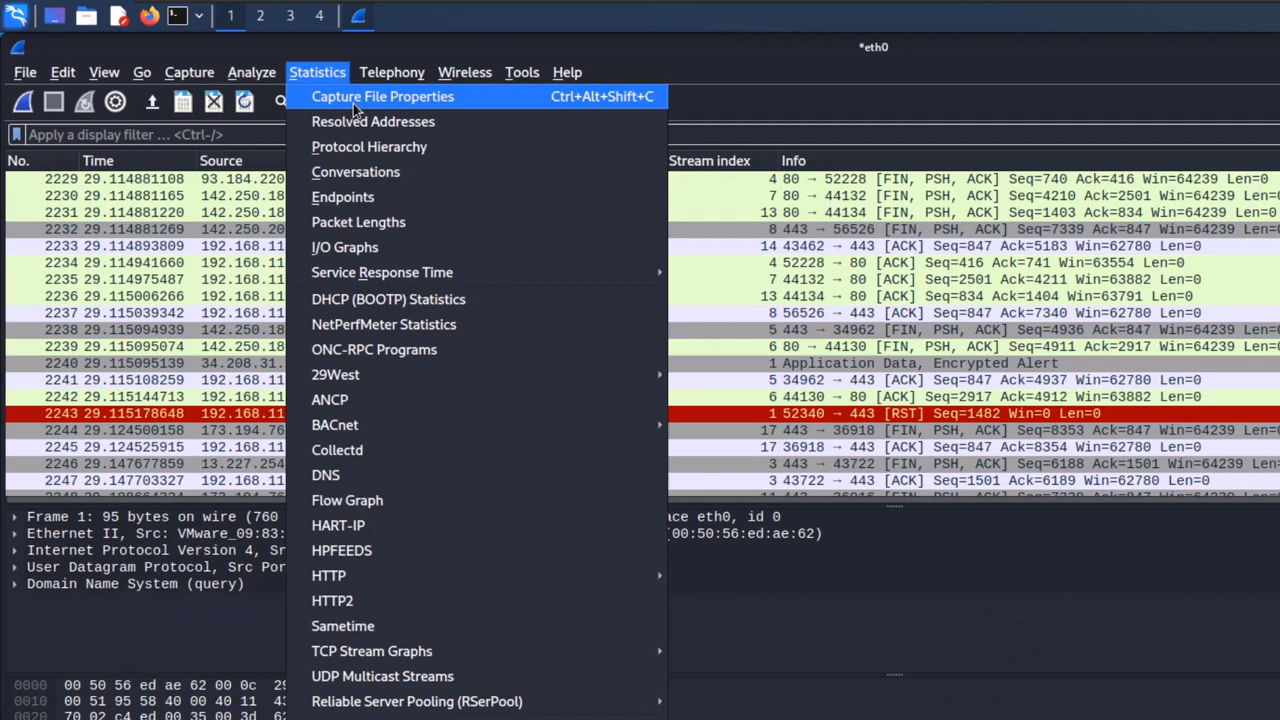 1 2 3 4
*eth0
File Edit View Go Capture Analyze Statistics Telephony Wireless Tools Help
Capture File Properties Ctrl+Alt+Shift+C
Resolved Addresses
Protocol Hierarchy
Conversations
Endpoints
Packet Lengths
I/O Graphs
Service Response Time
DHCP (BOOTP) Statistics
NetPerfMeter Statistics
ONC-RPC Programs
29West
ANCP
BACnet
Collectd
DNS
Flow Graph
HART-IP
HPFEEDS
HTTP
HTTP2
Sametime
TCP Stream Graphs
UDP Multicast Streams
Reliable Server Pooling (RSerPool)
Apply a display filter ... <Ctrl-/>
No. Time Source Stream index Info
2229 29.114881108 93.184.220 4 80 → 52228 [FIN, PSH, ACK] Seq=740 Ack=416 Win=64239 Len=0
2230 29.114881165 142.250.18 7 80 → 44132 [FIN, PSH, ACK] Seq=4210 Ack=2501 Win=64239 Len=0
2231 29.114881220 142.250.18 13 80 → 44134 [FIN, PSH, ACK] Seq=1403 Ack=834 Win=64239 Len=0
2232 29.114881269 142.250.20 8 443 → 56526 [FIN, PSH, ACK] Seq=7339 Ack=847 Win=64239 Len=0
2233 29.114893809 192.168.11 14 43462 → 443 [ACK] Seq=847 Ack=5183 Win=62780 Len=0
2234 29.114941660 192.168.11 4 52228 → 80 [ACK] Seq=416 Ack=741 Win=63554 Len=0
2235 29.114975487 192.168.11 7 44132 → 80 [ACK] Seq=2501 Ack=4211 Win=63882 Len=0
2236 29.115006266 192.168.11 13 44134 → 80 [ACK] Seq=834 Ack=1404 Win=63791 Len=0
2237 29.115039342 192.168.11 8 56526 → 443 [ACK] Seq=847 Ack=7340 Win=62780 Len=0
2238 29.115094939 142.250.18 5 443 → 34962 [FIN, PSH, ACK] Seq=4936 Ack=847 Win=64239 Len=0
2239 29.115095074 142.250.18 6 80 → 44130 [FIN, PSH, ACK] Seq=4911 Ack=2917 Win=64239 Len=0
2240 29.115095139 34.208.31. 1 Application Data, Encrypted Alert
2241 29.115108259 192.168.11 5 34962 → 443 [ACK] Seq=847 Ack=4937 Win=62780 Len=0
2242 29.115144713 192.168.11 6 44130 → 80 [ACK] Seq=2917 Ack=4912 Win=63882 Len=0
2243 29.115178648 192.168.11 1 52340 → 443 [RST] Seq=1482 Win=0 Len=0
2244 29.124500158 173.194.76 17 443 → 36918 [FIN, PSH, ACK] Seq=8353 Ack=847 Win=64239 Len=0
2245 29.124525915 192.168.11 17 36918 → 443 [ACK] Seq=847 Ack=8354 Win=62780 Len=0
2246 29.147677859 13.227.254 3 443 → 43722 [FIN, PSH, ACK] Seq=6188 Ack=1501 Win=64239 Len=0
2247 29.147703327 192.168.11 3 43722 → 443 [ACK] Seq=1501 Ack=6189 Win=62780 Len=0
Frame 1: 95 bytes on wire (760 ace eth0, id 0
Ethernet II, Src: VMware_09:83: (00:50:56:ed:ae:62)
Internet Protocol Version 4, Sr
User Datagram Protocol, Src Por
Domain Name System (query)
0000 00 50 56 ed ae 62 00 0c 29
0010 00 51 95 58 40 00 40 11 43
0020 70 02 c4 ed 00 35 00 3d 62